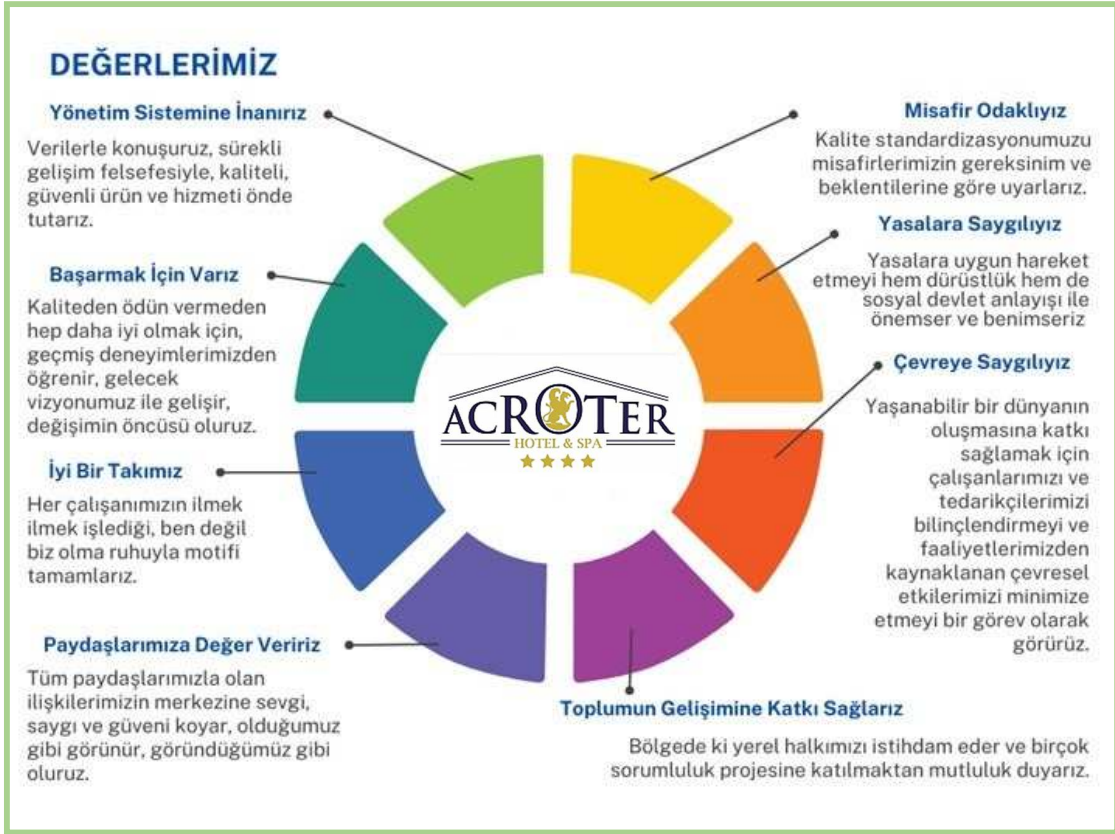 DEĞERLERİMİZ
Yönetim Sistemine İnanırız
Verilerle konuşuruz, sürekli
gelişim felsefesiyle, kaliteli,
güvenli ürün ve hizmeti önde
tutarız.
Başarmak İçin Varız
Kaliteden ödün vermeden
hep daha iyi olmak için,
geçmiş deneyimlerimizden
öğrenir, gelecek
vizyonumuz ile gelişir,
değişimin öncüsü oluruz.
İyi Bir Takımız
Her çalışanımızın ilmek
ilmek işlediği, ben değil
biz olma ruhuyla motifi
tamamlarız.
Paydaşlarımıza Değer Veririz
Tüm paydaşlarımızla olan
ilişkilerimizin merkezine sevgi,
saygı ve güveni koyar, olduğumuz
gibi görünür, göründüğümüz gibi
oluruz.
ACROTER
HOTEL & SPA
Misafir Odaklıyız
Kalite standardizasyonumuzu
misafirlerimizin gereksinim ve
beklentilerine göre uyarlarız.
Yasalara Saygılıyız
Yasalara uygun hareket
etmeyi hem dürüstlük hem de
sosyal devlet anlayışı ile
önemser ve benimseriz
Çevreye Saygılıyız
Yaşanabilir bir dünyanın
oluşmasına katkı
sağlamak için
çalışanlarımızı ve
tedarikçilerimizi
bilinçlendirmeyi ve
faaliyetlerimizden
kaynaklanan çevresel
etkilerimizi minimize
etmeyi bir görev olarak
görürüz.
Toplumun Gelişimine Katkı Sağlarız
Bölgede ki yerel halkımızı istihdam eder ve birçok
sorumluluk projesine katılmaktan mutluluk duyarız.